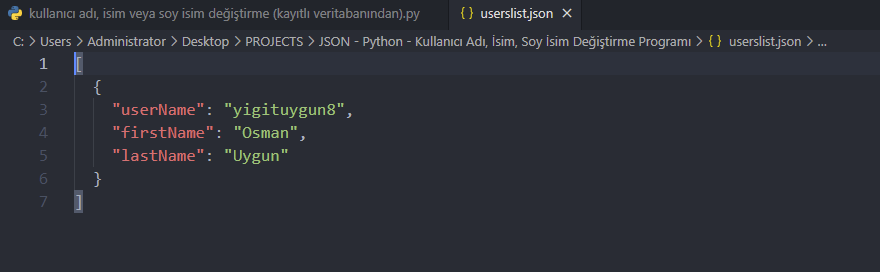 kullanıcı adı, isim veya soy isim değiştirme (kayıtlı veritabanından).py { } userslist.json ×
C: > Users > Administrator > Desktop > PROJECTS > JSON - Python - Kullanıcı Adı, İsim, Soy İsim Değiştirme Programı > { } userslist.json > ...
1 [
2 {
3 "userName": "yigituygun8",
4 "firstName": "Osman",
5 "lastName": "Uygun"
6 }
7 ]